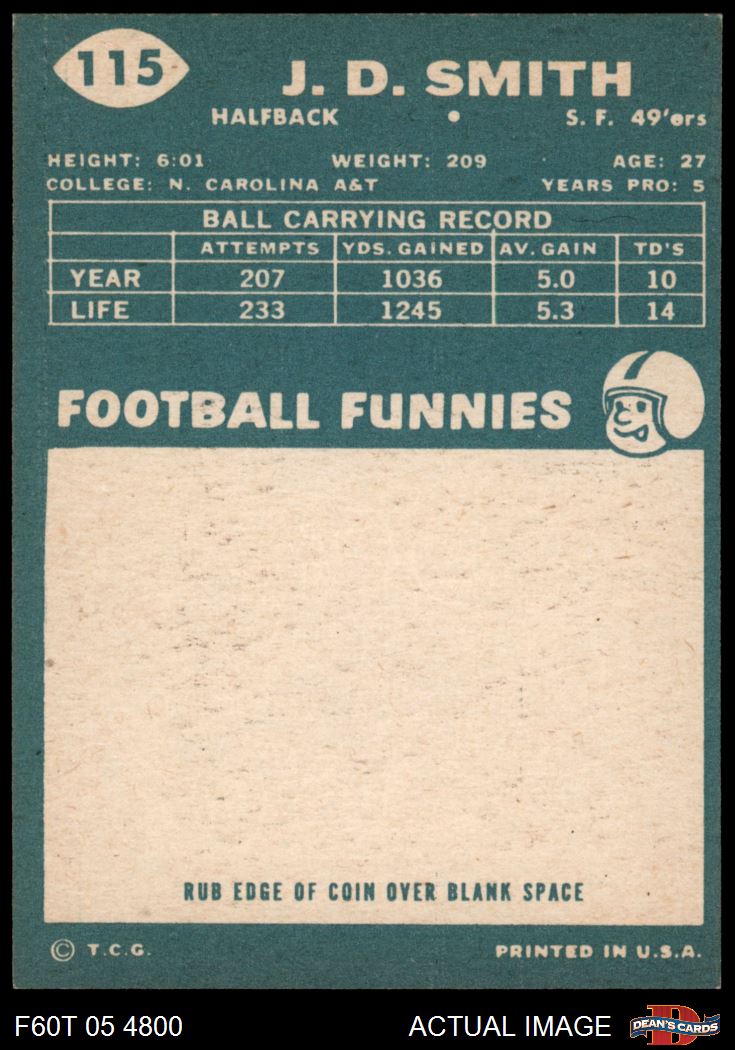 115
J. D. SMITH
HALFBACK • S. F. 49'ers
HEIGHT: 6:01 WEIGHT: 209 AGE: 27
COLLEGE: N. CAROLINA A&T YEARS PRO: 5
BALL CARRYING RECORD
ATTEMPTS YDS. GAINED AV. GAIN TD'S
YEAR 207 1036 5.0 10
LIFE 233 1245 5.3 14
FOOTBALL FUNNIES
RUB EDGE OF COIN OVER BLANK SPACE
© T.C.G. PRINTED IN U.S.A.
F60T 05 4800 ACTUAL IMAGE DEAN'S CARDS